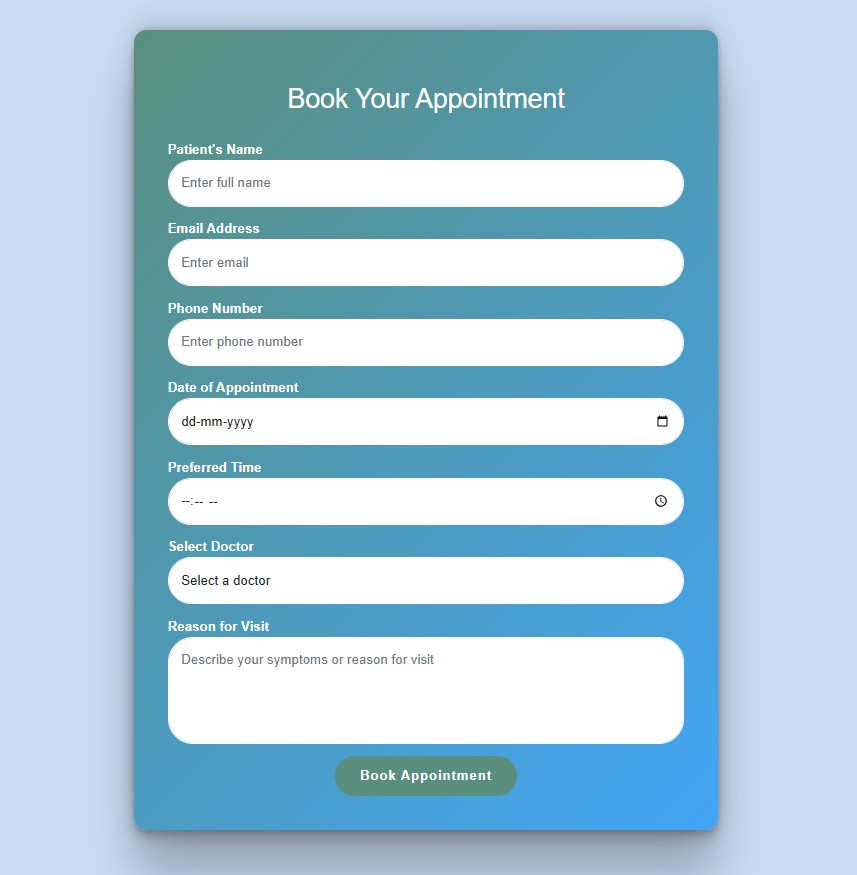 Book Your Appointment
Patient's Name
Enter full name
Email Address
Enter email
Phone Number
Enter phone number
Date of Appointment
dd-mm-yyyy
Preferred Time
--:-- --
Select Doctor
Select a doctor
Reason for Visit
Describe your symptoms or reason for visit
Book Appointment